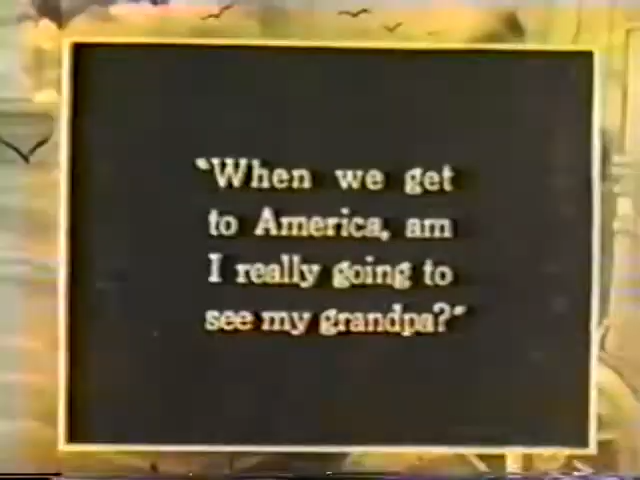 "When we get
to America, am
I really going to
see my grandpa?"